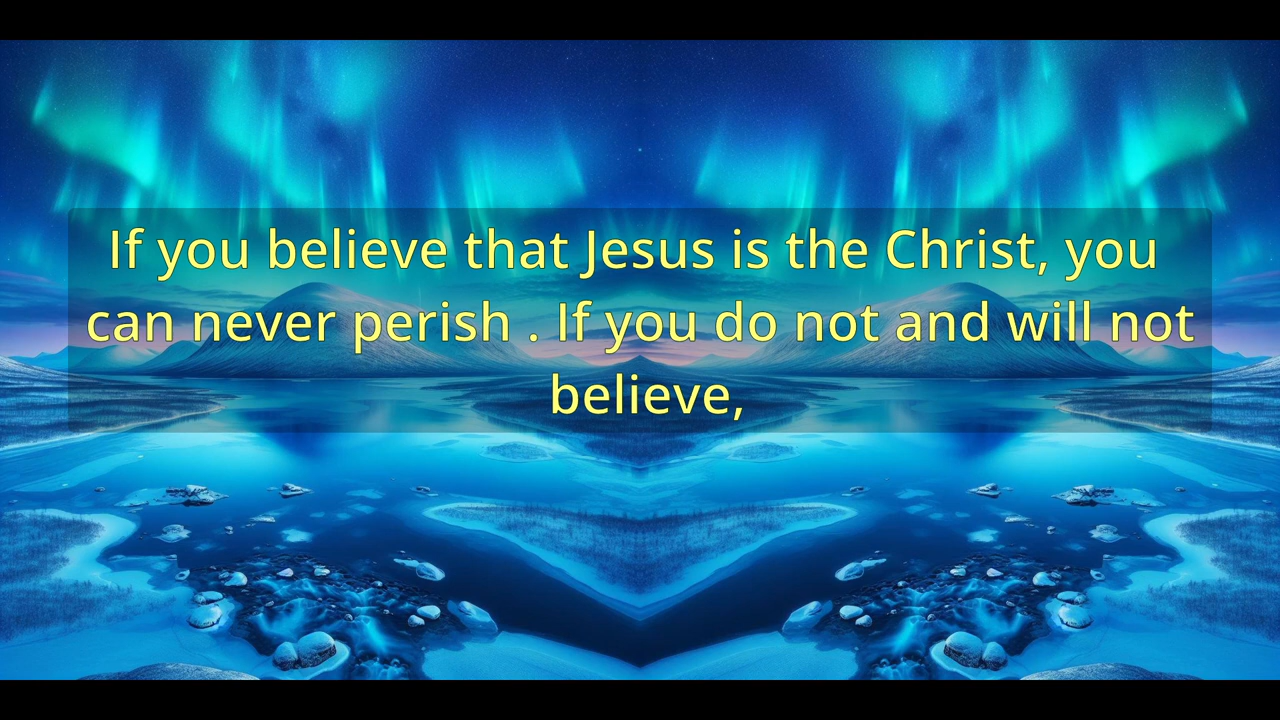 If you believe that Jesus is the Christ, you
can never perish . If you do not and will not
believe,